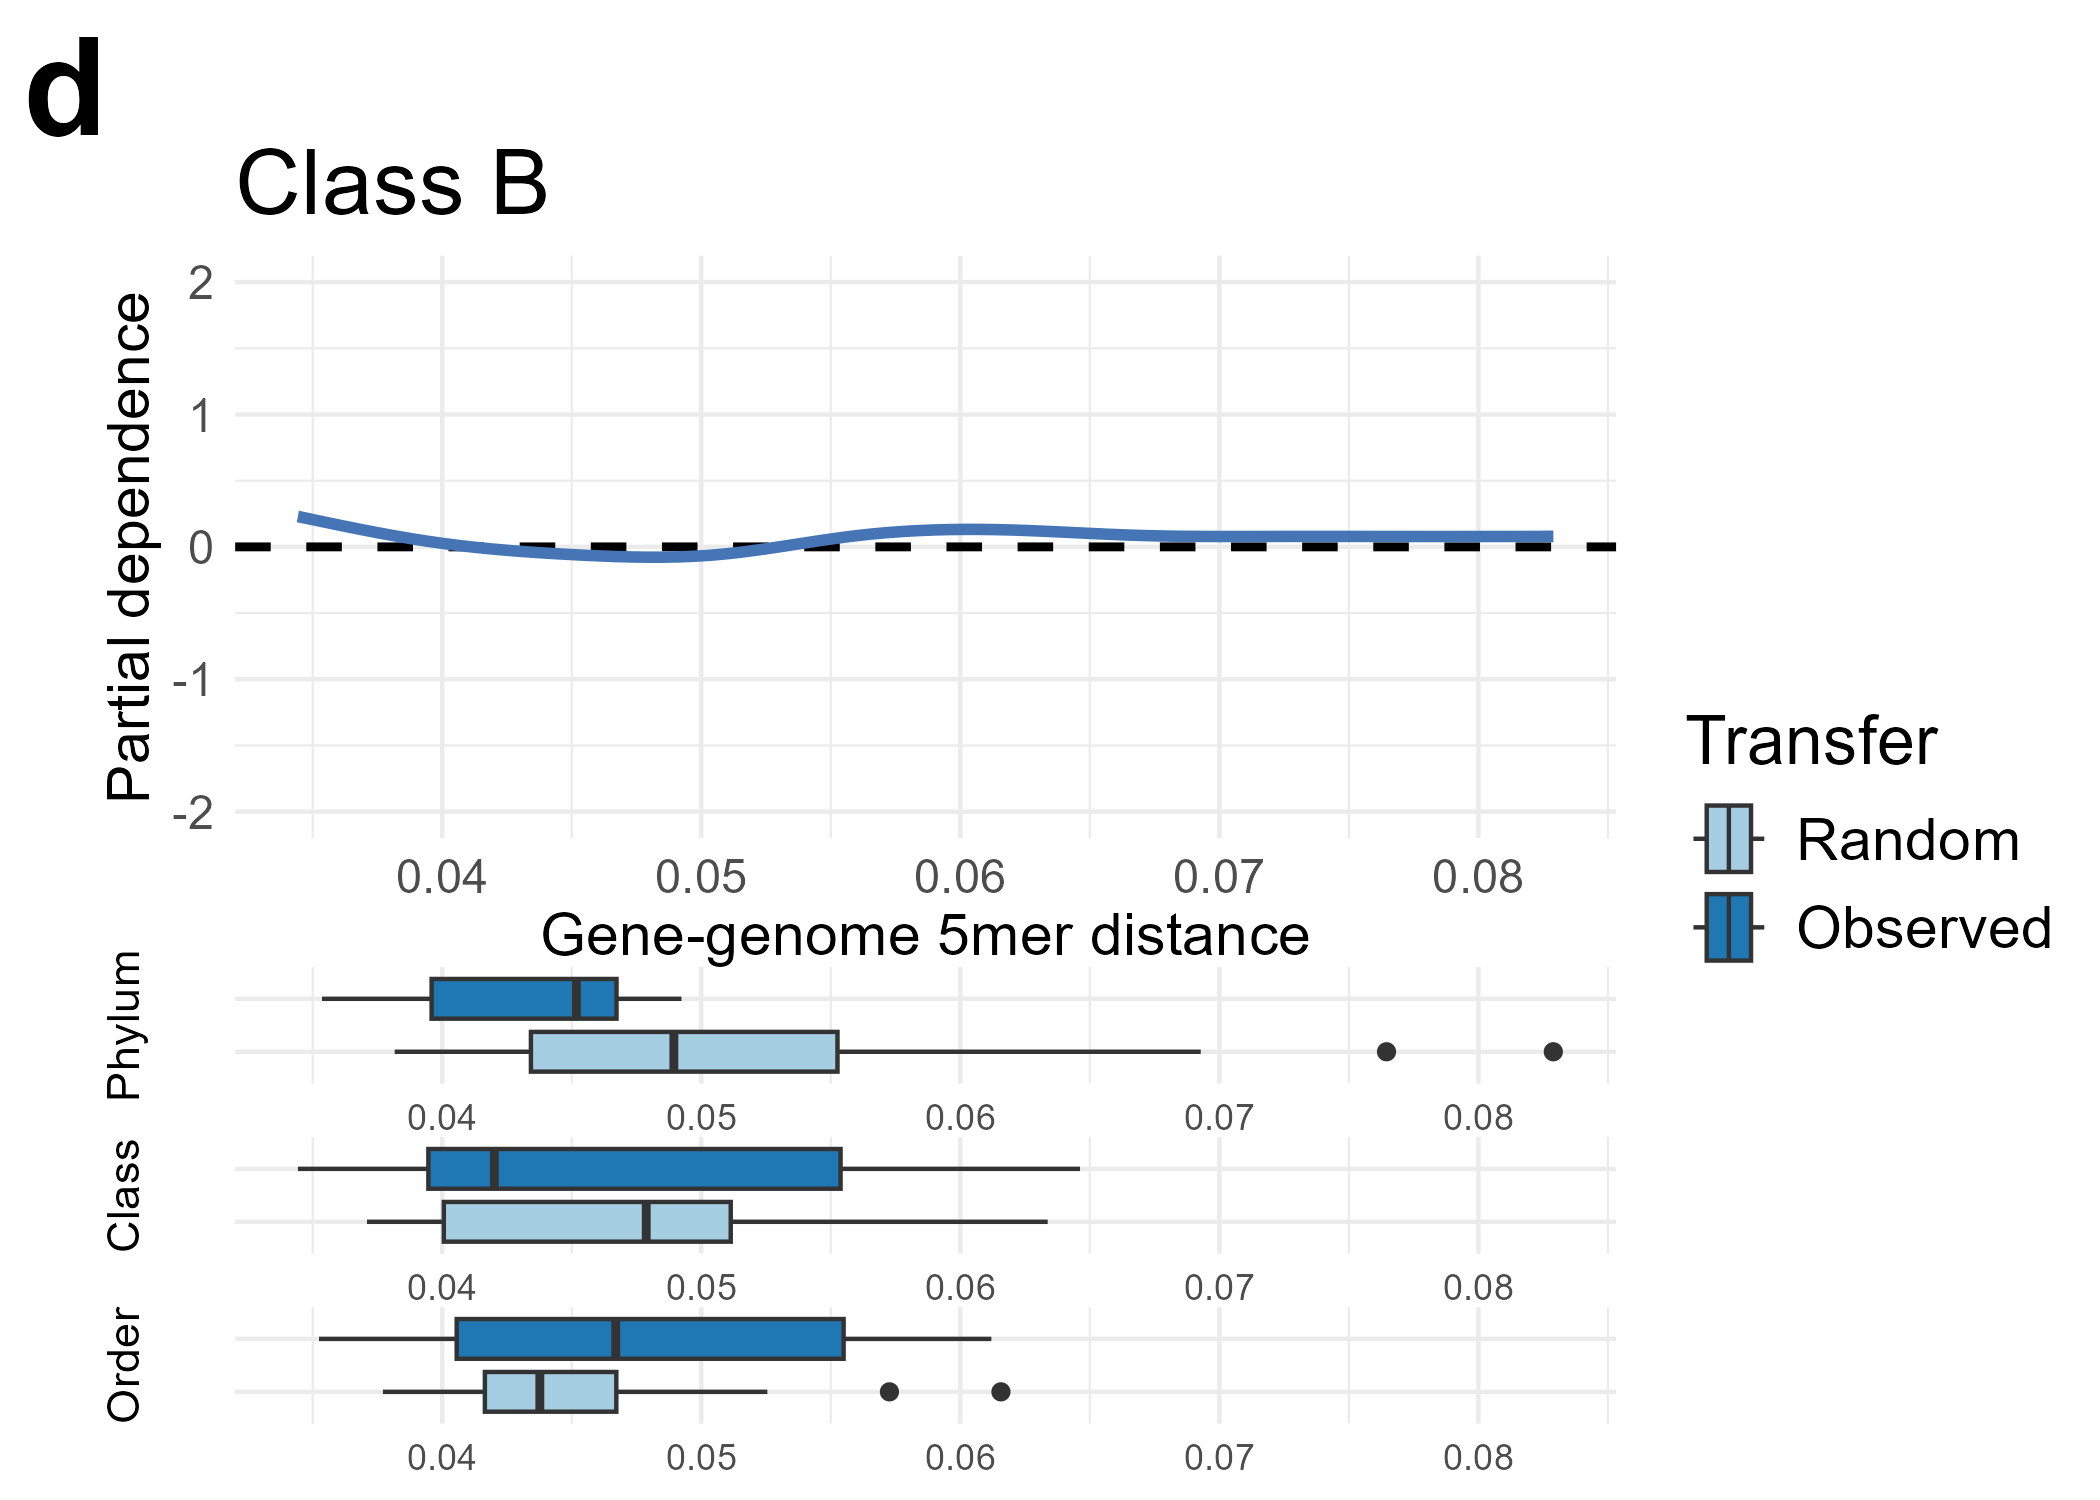 d
Class B
Partial dependence
2
1
0
-1
-2
0.04 0.05 0.06 0.07 0.08
Gene-genome 5mer distance
Phylum
0.04 0.05 0.06 0.07 0.08
Class
0.04 0.05 0.06 0.07 0.08
Order
0.04 0.05 0.06 0.07 0.08
Transfer
Random
Observed